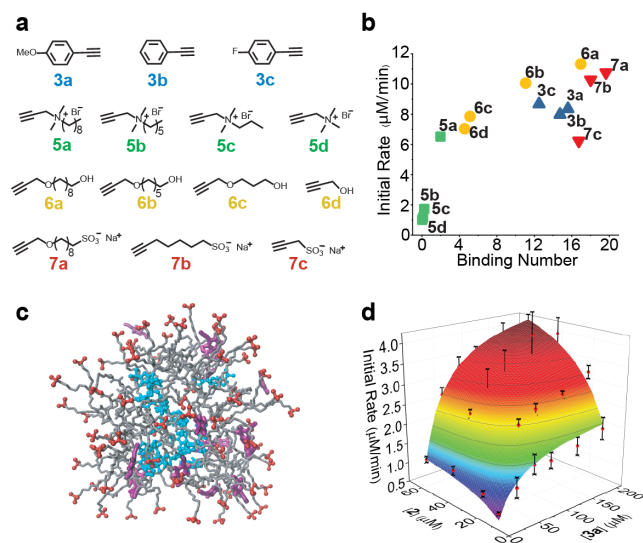 a
MeO
F
3a 3b 3c
N + Br⁻ ( )8 N + Br⁻ ( )5 N + Br⁻ N + Br⁻
5a 5b 5c 5d
O ( )8 OH O ( )5 OH O OH OH
6a 6b 6c 6d
O ( )8 SO3⁻ Na⁺ SO3⁻ Na⁺ SO3⁻ Na⁺
7a 7b 7c
b
Initial Rate (μM/min)
12
10
8
6
4
2
0
6a 7a
6b 7b
3c 3a
6c 3b
5a 6d
7c
5b
5c
5d
0 4 8 12 16 20
Binding Number
c
d
Initial Rate (μM/min)
4.0
3.5
3.0
2.5
2.0
1.5
1.0
0.5
60 40 20 0
[2] (μM)
0 50 100 150 200
[3a] (μM)